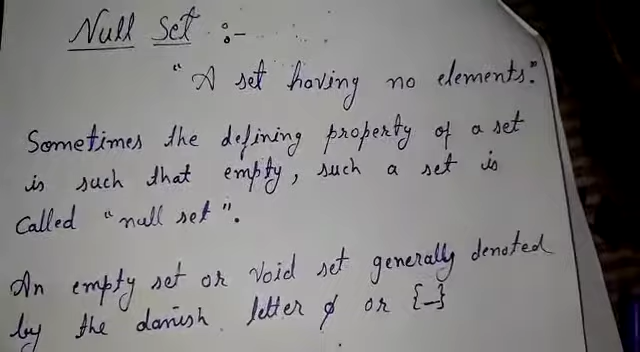 Null Set :-
"A set having no elements."
Sometimes the defining property of a set
is such that empty, such a set is
Called "null set".
An empty set or void set generally denoted
by the danish letter ϕ or {_}